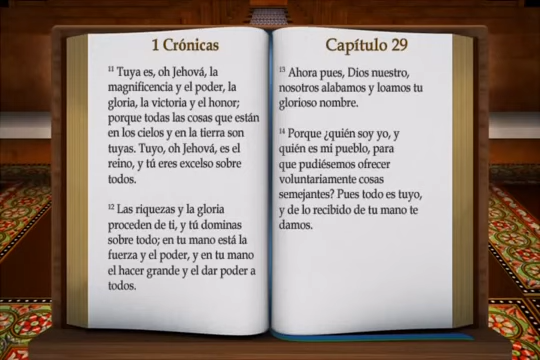 1 Crónicas
11 Tuya es, oh Jehová, la
magnificencia y el poder, la
gloria, la victoria y el honor;
porque todas las cosas que están
en los cielos y en la tierra son
tuyas. Tuyo, oh Jehová, es el
reino, y tú eres excelso sobre
todos.
12 Las riquezas y la gloria
proceden de ti, y tú dominas
sobre todo; en tu mano está la
fuerza y el poder, y en tu mano
el hacer grande y el dar poder a
todos.
Capítulo 29
13 Ahora pues, Dios nuestro,
nosotros alabamos y loamos tu
glorioso nombre.
14 Porque ¿quién soy yo, y
quién es mi pueblo, para
que pudiésemos ofrecer
voluntariamente cosas
semejantes? Pues todo es tuyo,
y de lo recibido de tu mano te
damos.